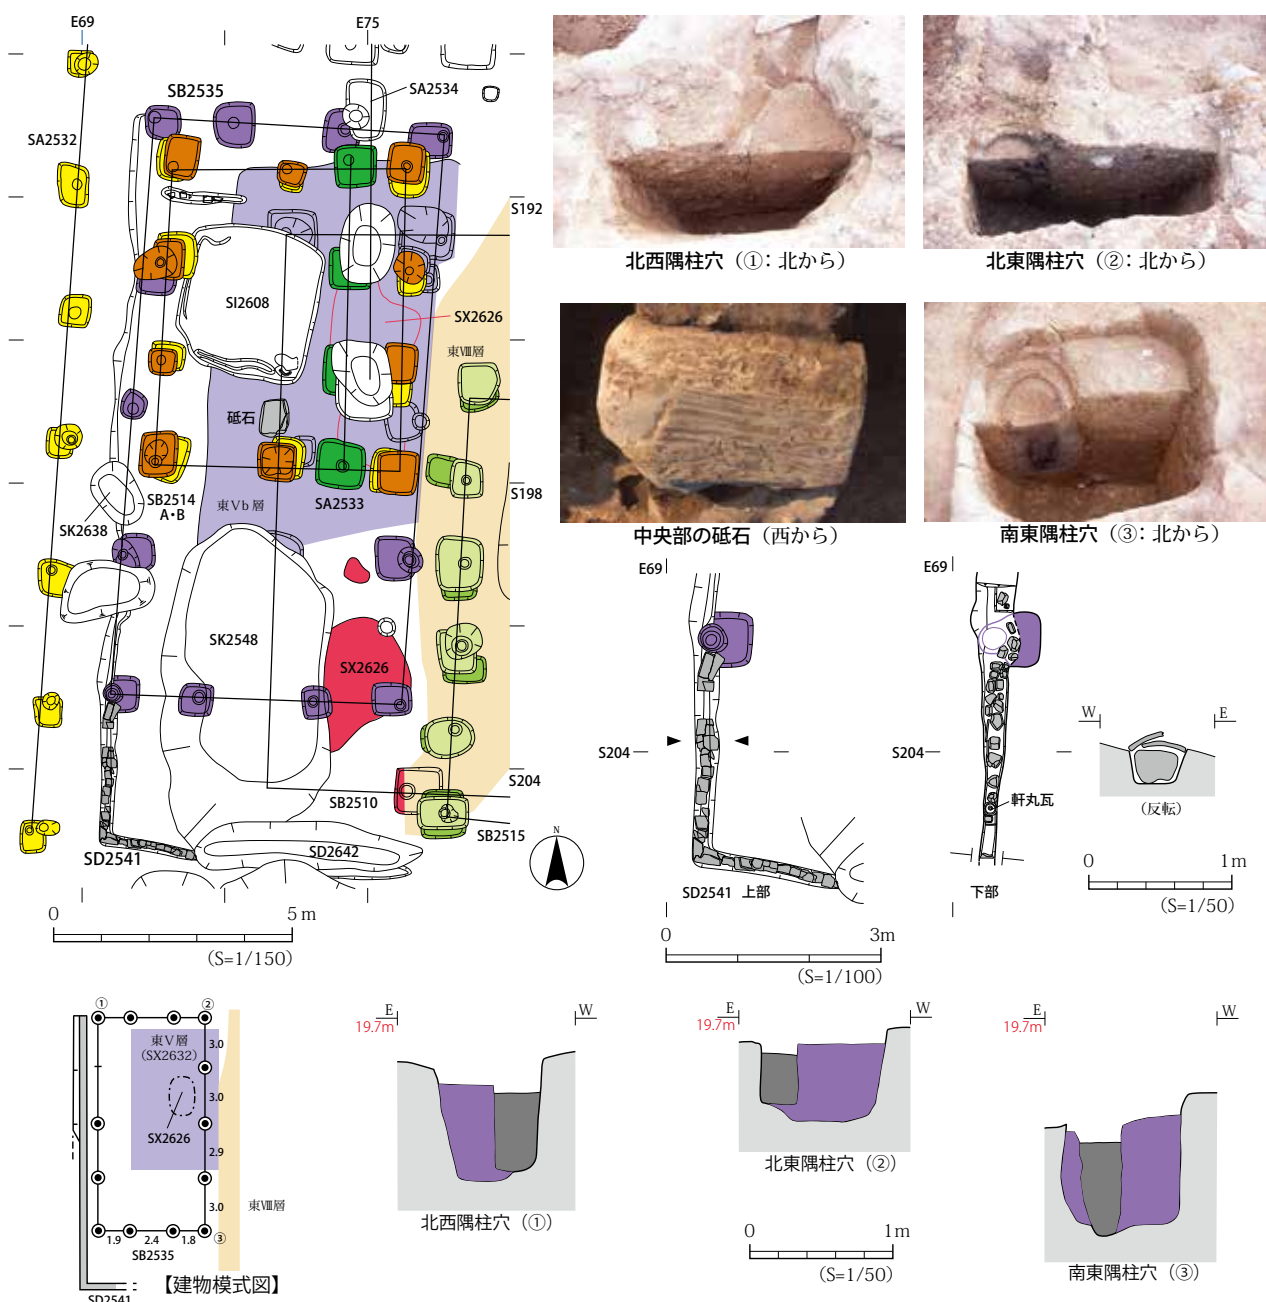 E69
E75
SB2535
SA2534
SA2532
S192
SI2608
SX2626
東Ⅷ層
砥石
SB2514
A・B
SA2533
S198
東Ⅴb層
SK2638
SK2548
SX2626
S204
SB2510
SB2515
SD2541
SD2642
N
0 5m
(S=1/150)
北西隅柱穴（①：北から）
北東隅柱穴（②：北から）
中央部の砥石（西から）
南東隅柱穴（③：北から）
E69
S204
SD2541 上部
0 3m
(S=1/100)
E69
S204
軒丸瓦
下部
W E
(反転)
0 1m
(S=1/50)
① ②
東Ⅴ層
(SX2632)
3.0
3.0
SX2626
2.9
3.0
東Ⅷ層
1.9 2.4 1.8 ③
SB2535
【建物模式図】
SD2541
E W
19.7m
北西隅柱穴（①）
E W
19.7m
北東隅柱穴（②）
0 1m
(S=1/50)
E W
19.7m
南東隅柱穴（③）